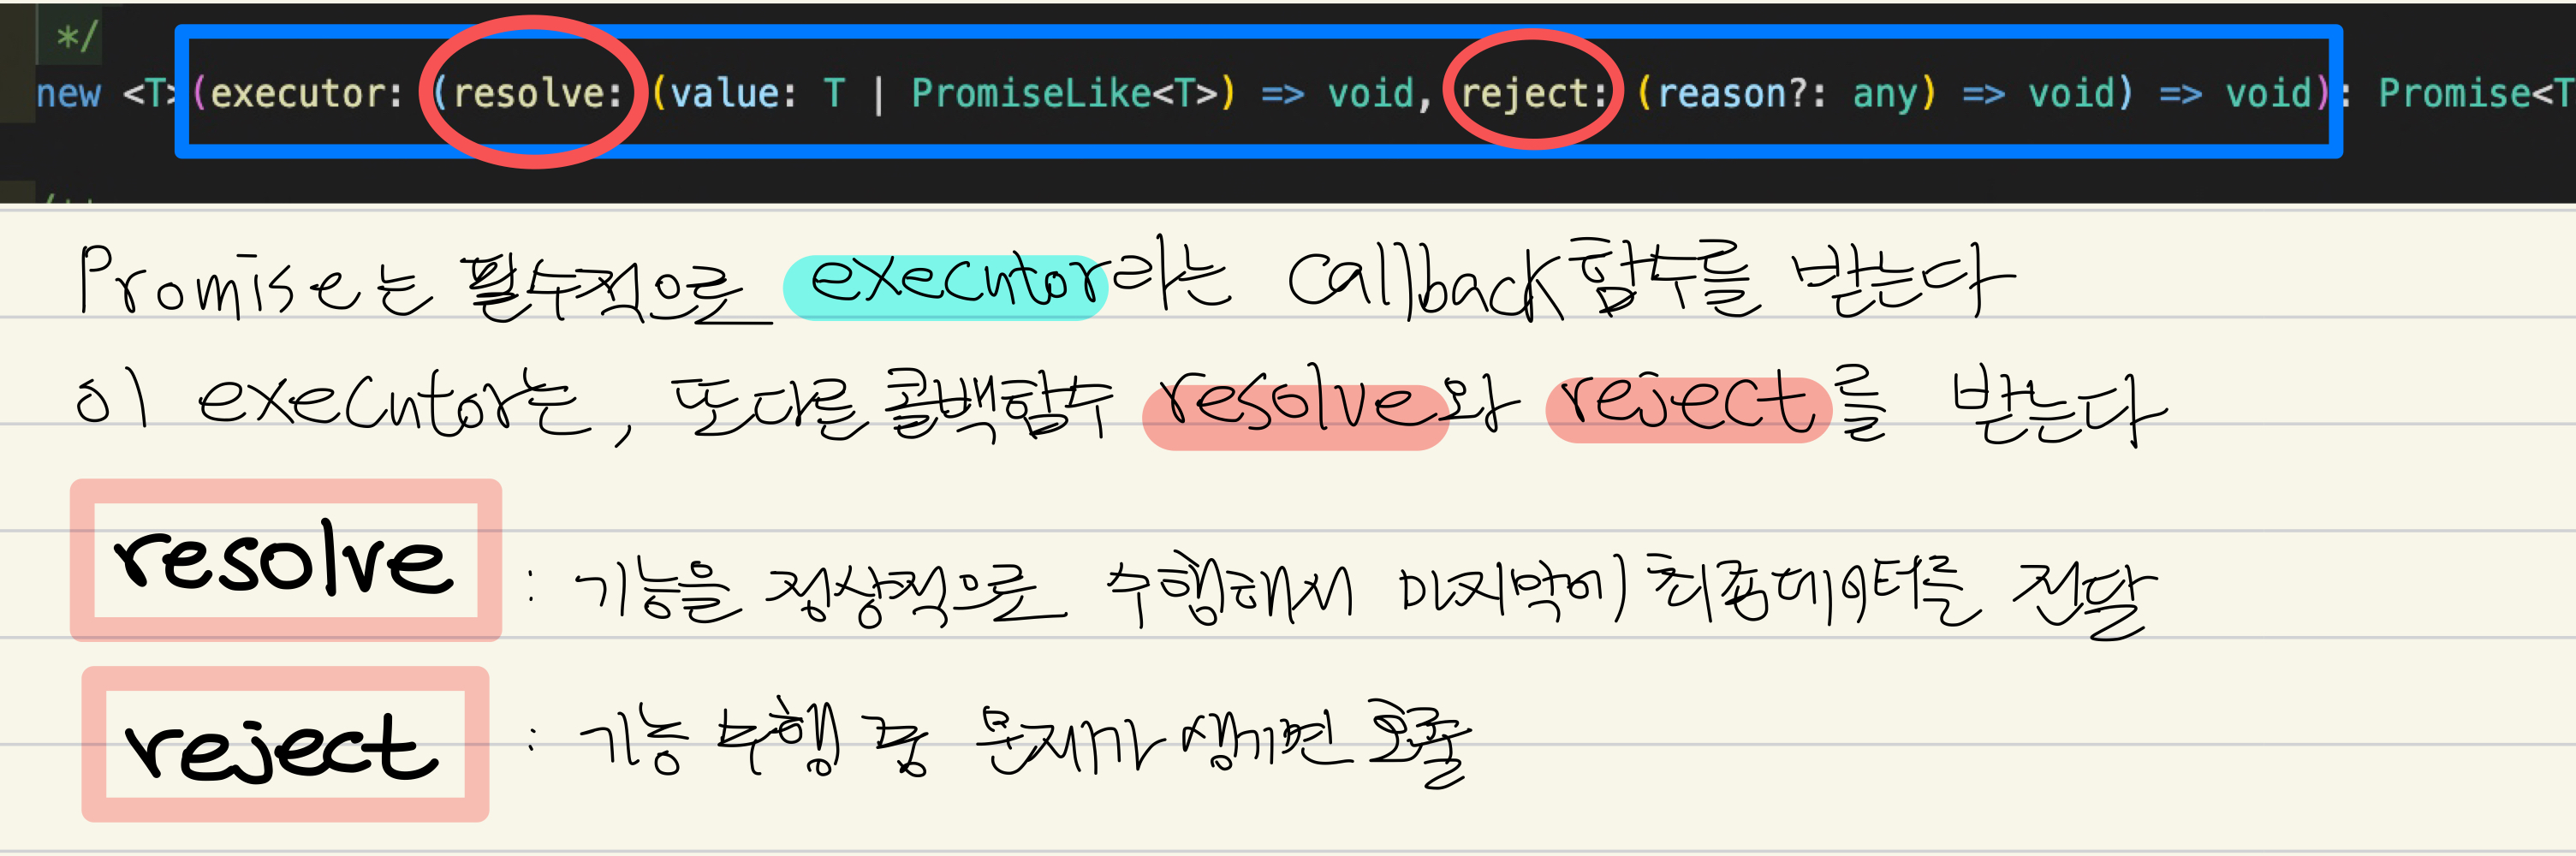 */
new <T>(executor: (resolve: (value: T | PromiseLike<T>) => void, reject: (reason?: any) => void) => void): Promise<T
Promise는 필수적으로 executor라는 callback함수를 받는다
이 executor는, 또다른 콜백함수 resolve와 reject를 받는다
resolve : 기능을 정상적으로 수행해서 마지막에 최종데이터를 전달
reject : 기능 수행 중 문제가 생기면 호출